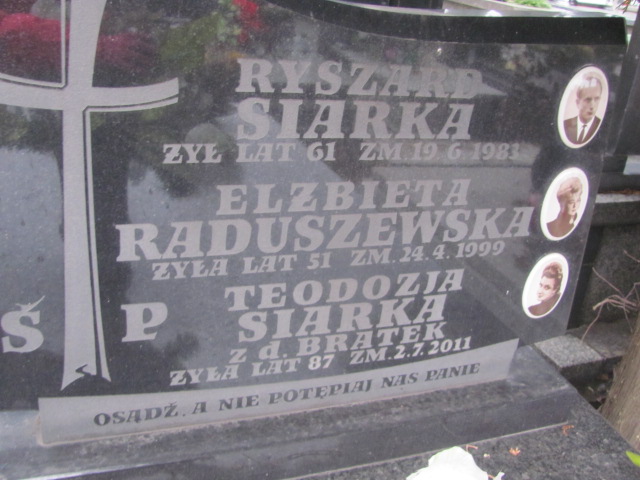 RYSZARD
SIARKA
ŻYŁ LAT 61 ZM. 19.6.1983
ELŻBIETA
RADUSZEWSKA
ŻYŁA LAT 51 ZM. 24.4.1999
TEODOZJA
SIARKA
Z d. BRATEK
ŻYŁA LAT 87 ZM. 2.7.2011
Ś P
OSĄDŹ, A NIE POTĘPIAJ NAS PANIE